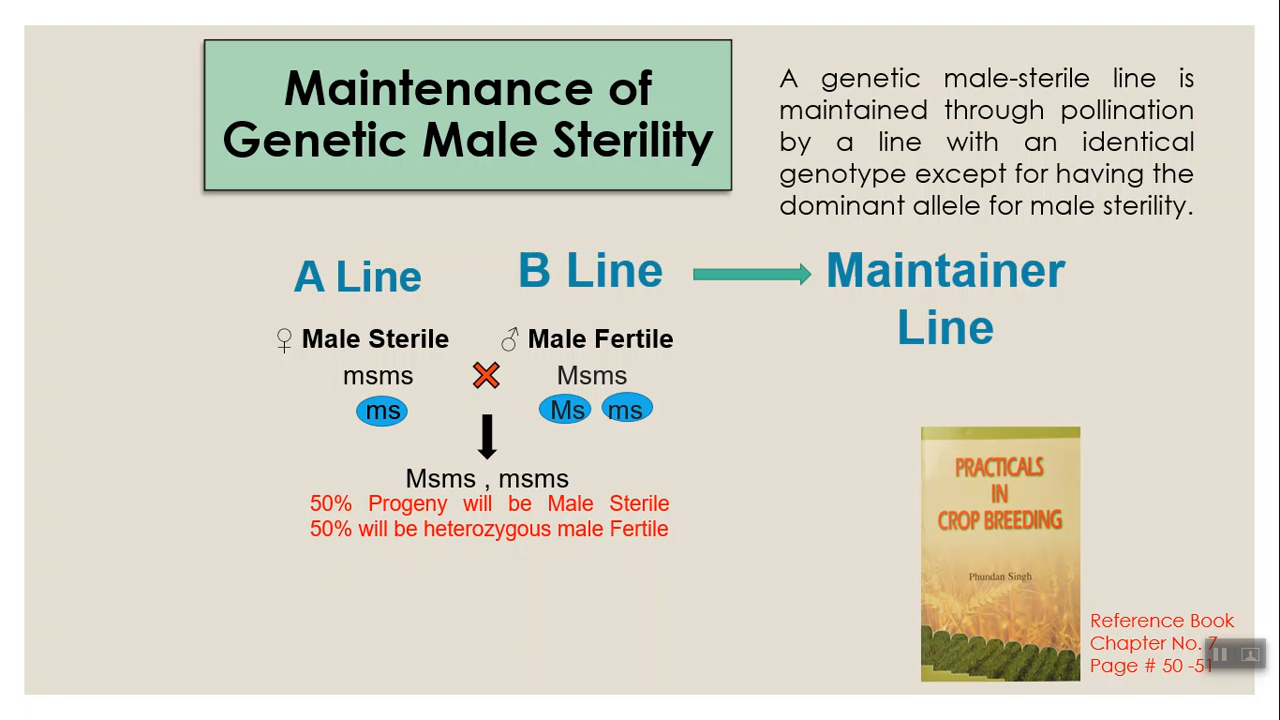 Maintenance of
Genetic Male Sterility
A genetic male-sterile line is
maintained through pollination
by a line with an identical
genotype except for having the
dominant allele for male sterility.
A Line
B Line
Maintainer
Line
♀ Male Sterile
♂ Male Fertile
msms
Msms
ms
Ms
ms
Msms , msms
50% Progeny will be Male Sterile
50% will be heterozygous male Fertile
PRACTICALS
IN
CROP BREEDING
Phundan Singh
Reference Book
Chapter No. 7
Page # 50 -51